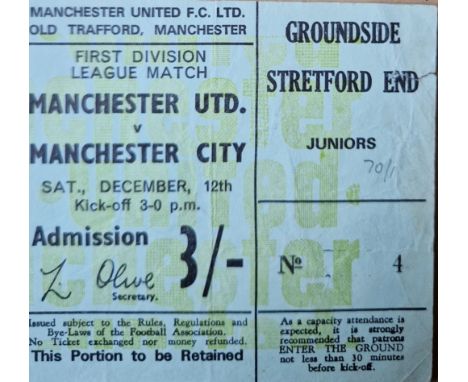 MANCHESTER UNITED F.C. LTD.
OLD TRAFFORD, MANCHESTER
FIRST DIVISION
LEAGUE MATCH
MANCHESTER UTD.
v
MANCHESTER CITY
SAT., DECEMBER, 12th
Kick-off 3-0 p.m.
Admission 3/-
L. Olive
Secretary.
Issued subject to the Rules, Regulations and
Bye-Laws of the Football Association.
No Ticket exchanged nor money refunded.
This Portion to be Retained
GROUNDSIDE
STRETFORD END
JUNIORS
70/1
No 4
As a capacity attendance is
expected, it is strongly
recommended that patrons
ENTER THE GROUND
not less than 30 minutes
before kick-off.